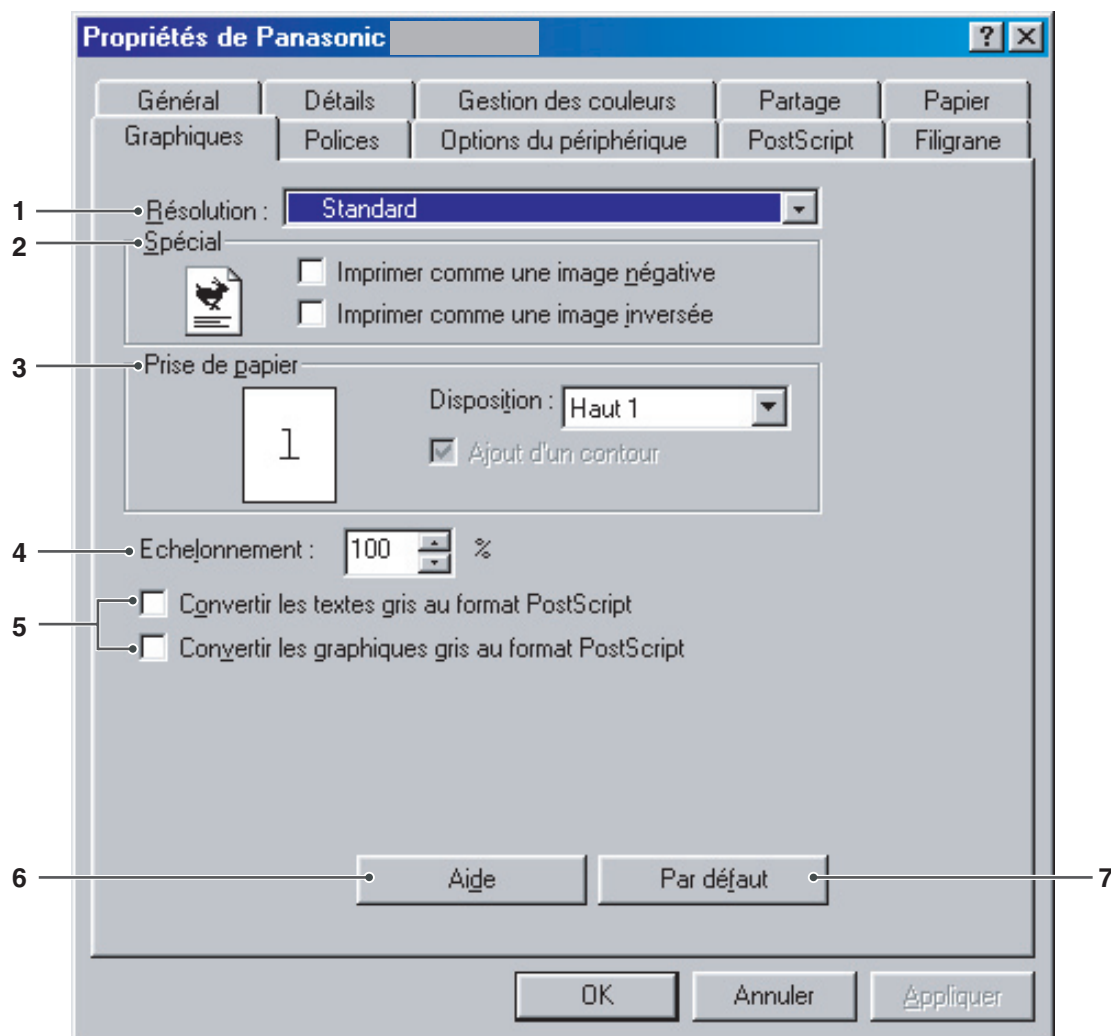 Propriétés de Panasonic
Général Détails Gestion des couleurs Partage Papier
Graphiques Polices Options du périphérique PostScript Filigrane
1 Résolution : Standard
2 Spécial
Imprimer comme une image négative
Imprimer comme une image inversée
3 Prise de papier
Disposition : Haut 1
1
Ajout d'un contour
4 Echelonnement : 100 %
5
Convertir les textes gris au format PostScript
Convertir les graphiques gris au format PostScript
6 Aide Par défaut 7
OK Annuler Appliquer